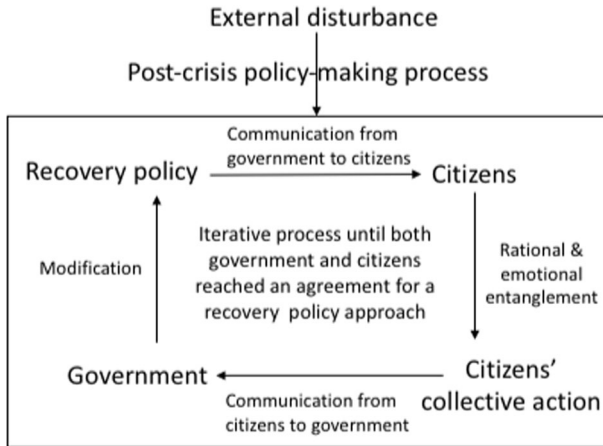 External disturbance
Post-crisis policy-making process
Communication from
government to citizens
Recovery policy
Citizens
Iterative process until both
government and citizens
reached an agreement for a
recovery policy approach
Modification
Rational &
emotional
entanglement
Government
Citizens'
collective action
Communication from
citizens to government